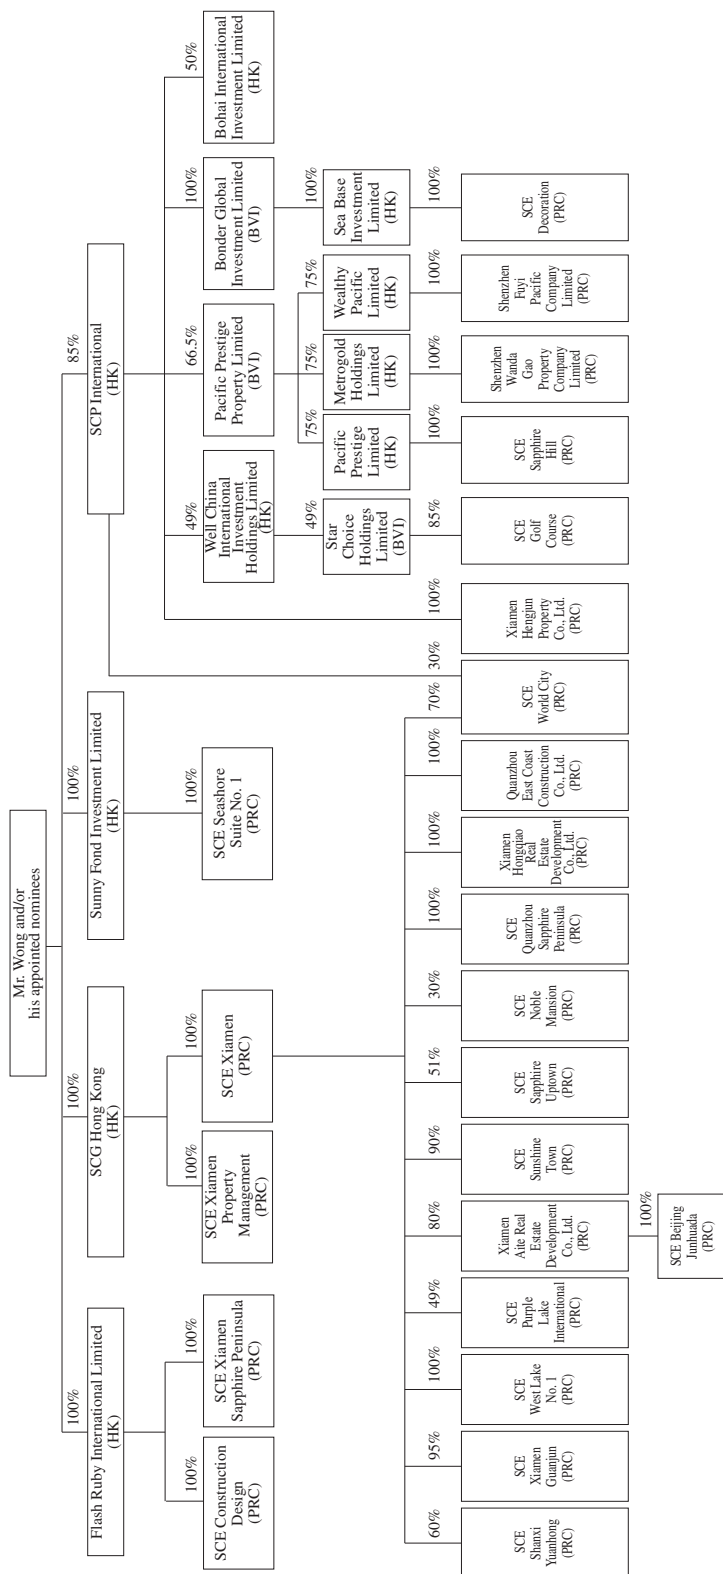 Mr. Wong and/or
his appointed nominees
100%
100%
100%
85%
Flash Ruby International Limited
(HK)
SCG Hong Kong
(HK)
Sunny Fond Investment Limited
(HK)
SCP International
(HK)
100%
100%
100%
100%
100%
49%
66.5%
100%
50%
SCE Construction
Design
(PRC)
SCE Xiamen
Sapphire Peninsula
(PRC)
SCE Xiamen
Property
Management
(PRC)
SCE Xiamen
(PRC)
SCE Seashore
Suite No. 1
(PRC)
Well China
International
Investment
Holdings Limited
(HK)
Pacific Prestige
Property Limited
(BVI)
Bonder Global
Investment Limited
(BVI)
Bohai International
Investment Limited
(HK)
49%
75%
75%
75%
100%
Star
Choice
Holdings
Limited
(BVI)
Pacific
Prestige
Limited
(HK)
Metrogold
Holdings
Limited
(HK)
Wealthy
Pacific
Limited
(HK)
Sea Base
Investment
Limited
(HK)
60%
95%
100%
49%
80%
90%
51%
30%
100%
100%
100%
70%
30%
100%
85%
100%
100%
100%
100%
SCE
Shanxi
Yuanhong
(PRC)
SCE
Xiamen
Guanjun
(PRC)
SCE
West Lake
No. 1
(PRC)
SCE
Purple
Lake
International
(PRC)
Xiamen
Aite Real
Estate
Development
Co., Ltd.
(PRC)
SCE
Sunshine
Town
(PRC)
SCE
Sapphire
Uptown
(PRC)
SCE
Noble
Mansion
(PRC)
SCE
Quanzhou
Sapphire
Peninsula
(PRC)
Xiamen
Hongqiao
Real
Estate
Development
Co., Ltd.
(PRC)
Quanzhou
East Coast
Construction
Co., Ltd.
(PRC)
SCE
World City
(PRC)
Xiamen
Hengjun
Property
Co., Ltd.
(PRC)
SCE
Golf
Course
(PRC)
SCE
Sapphire
Hill
(PRC)
Shenzhen
Wanda
Gao
Property
Company
Limited
(PRC)
Shenzhen
Fuyi
Pacific
Company
Limited
(PRC)
SCE
Decoration
(PRC)
100%
SCE Beijing
Junhuada
(PRC)